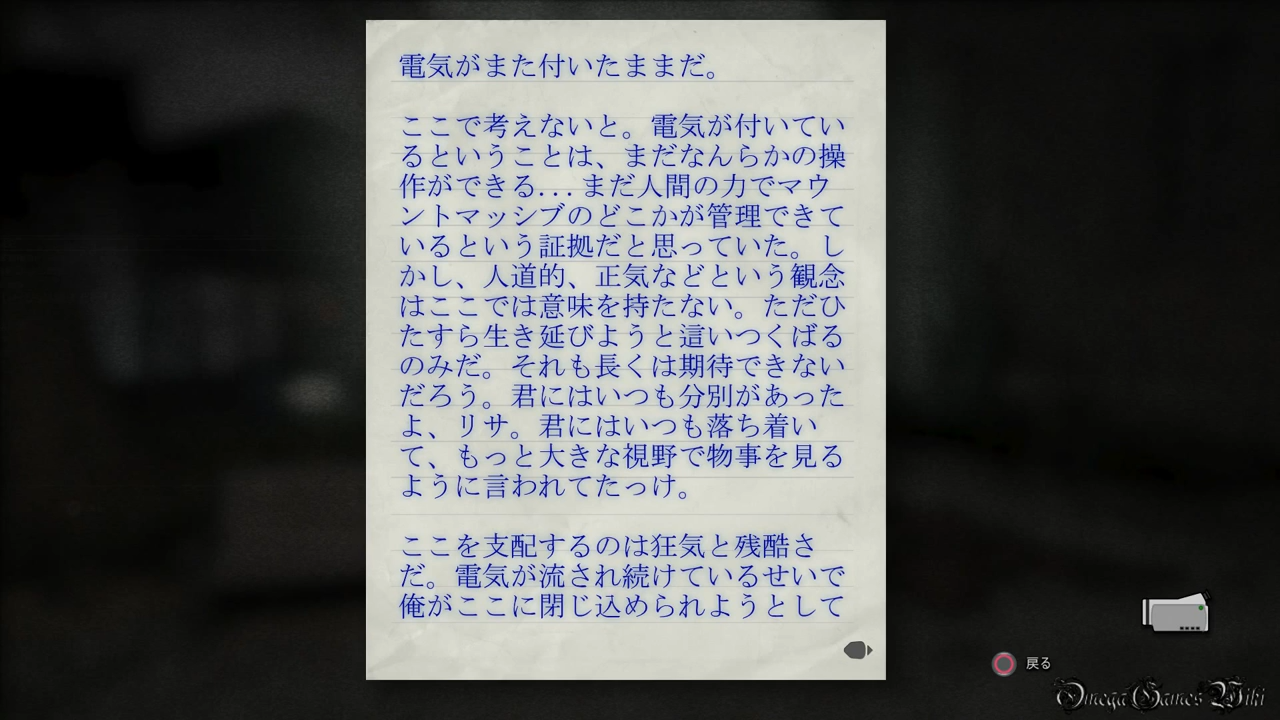 電気がまた付いたままだ。
ここで考えないと。電気が付いてい
るということは、まだなんらかの操
作ができる...まだ人間の力でマウ
ントマッシブのどこかが管理できて
いるという証拠だと思っていた。し
かし、人道的、正気などという観念
はここでは意味を持たない。ただひ
たすら生き延びようと這いつくばる
のみだ。それも長くは期待できない
だろう。君にはいつも分別があった
よ、リサ。君にはいつも落ち着い
て、もっと大きな視野で物事を見る
ように言われてたっけ。
ここを支配するのは狂気と残酷さ
だ。電気が流され続けているせいで
俺がここに閉じ込められようとして
戻る
Omega Games Wiki